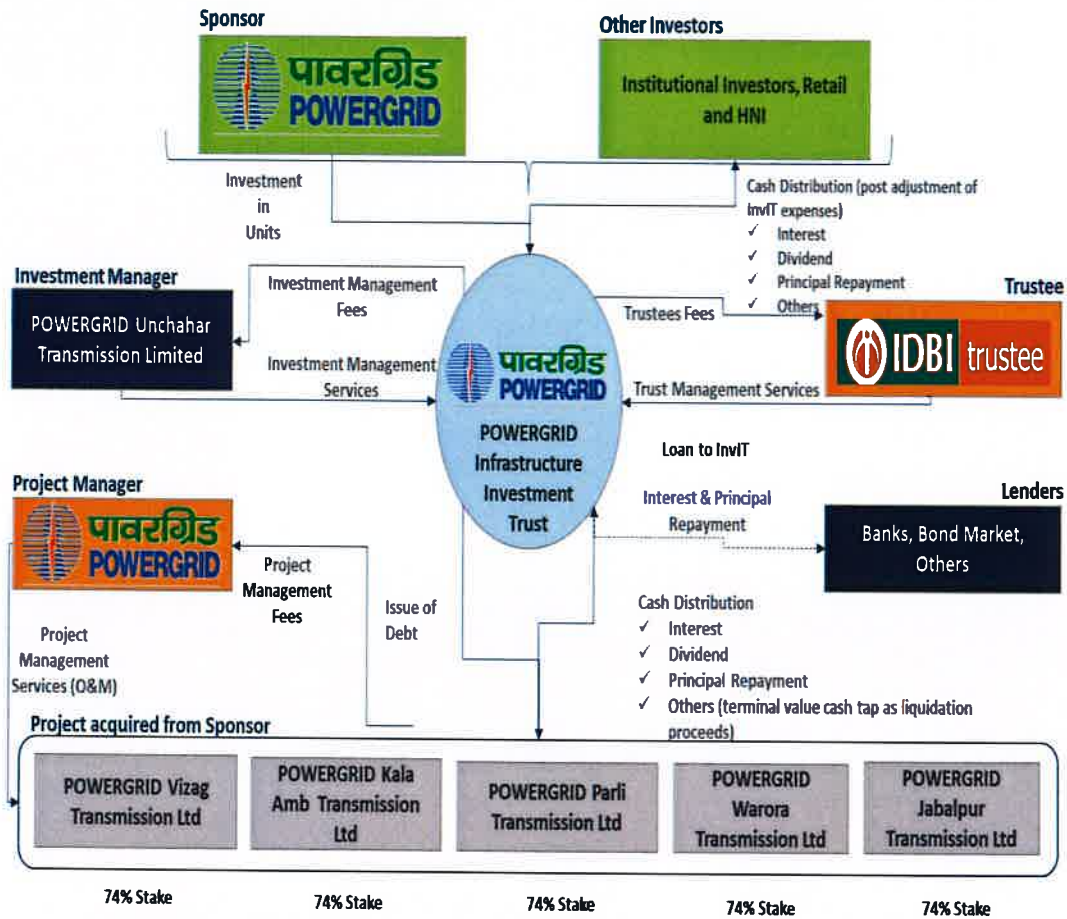 Sponsor
पावरग्रिड
POWERGRID
Other Investors
Institutional Investors, Retail
and HNI
Investment
in
Units
Cash Distribution (post adjustment of
InvIT expenses)
✓ Interest
✓ Dividend
✓ Principal Repayment
✓ Others
Investment Manager
POWERGRID Unchahar
Transmission Limited
Investment Management
Fees
Investment Management
Services
पावरग्रिड
POWERGRID
POWERGRID
Infrastructure
Investment
Trust
Trustees Fees
Trust Management Services
Trustee
IDBI trustee
Loan to InvIT
Interest & Principal
Repayment
Lenders
Banks, Bond Market,
Others
Project Manager
पावरग्रिड
POWERGRID
Project
Management
Fees
Issue of
Debt
Project
Management
Services (O&M)
Cash Distribution
✓ Interest
✓ Dividend
✓ Principal Repayment
✓ Others (terminal value cash tap as liquidation
proceeds)
Project acquired from Sponsor
POWERGRID Vizag
Transmission Ltd
POWERGRID Kala
Amb Transmission
Ltd
POWERGRID Parli
Transmission Ltd
POWERGRID
Warora
Transmission Ltd
POWERGRID
Jabalpur
Transmission Ltd
74% Stake
74% Stake
74% Stake
74% Stake
74% Stake